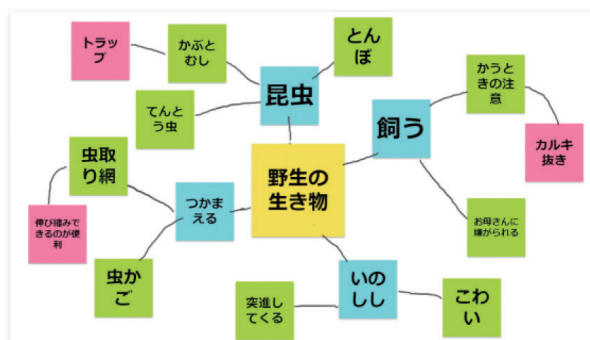 トラッ
プ
かぶと
むし
とん
ぼ
昆虫
てんと
う虫
かうと
きの注
意
飼う
カルキ
抜き
虫取
り網
野生の
生き物
つかま
える
伸び縮みで
きるのが便
利
お母さんに
嫌がられる
虫か
ご
いの
しし
突進し
てくる
こわ
い